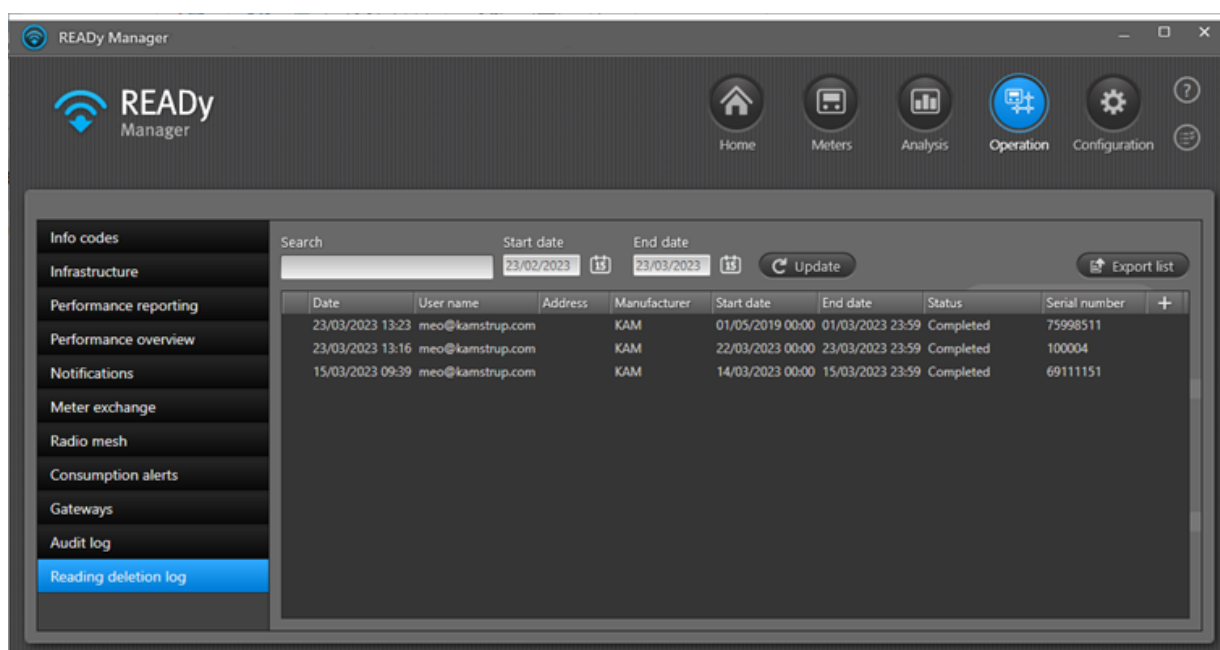 READy Manager
READy
Manager
Home
Meters
Analysis
Operation
Configuration
Info codes
Infrastructure
Performance reporting
Performance overview
Notifications
Meter exchange
Radio mesh
Consumption alerts
Gateways
Audit log
Reading deletion log
Search Start date End date
23/02/2023 15 23/03/2023 15 Update Export list
Date User name Address Manufacturer Start date End date Status Serial number +
23/03/2023 13:23 meo@kamstrup.com KAM 01/05/2019 00:00 01/03/2023 23:59 Completed 75998511
23/03/2023 13:16 meo@kamstrup.com KAM 22/03/2023 00:00 23/03/2023 23:59 Completed 100004
15/03/2023 09:39 meo@kamstrup.com KAM 14/03/2023 00:00 15/03/2023 23:59 Completed 69111151